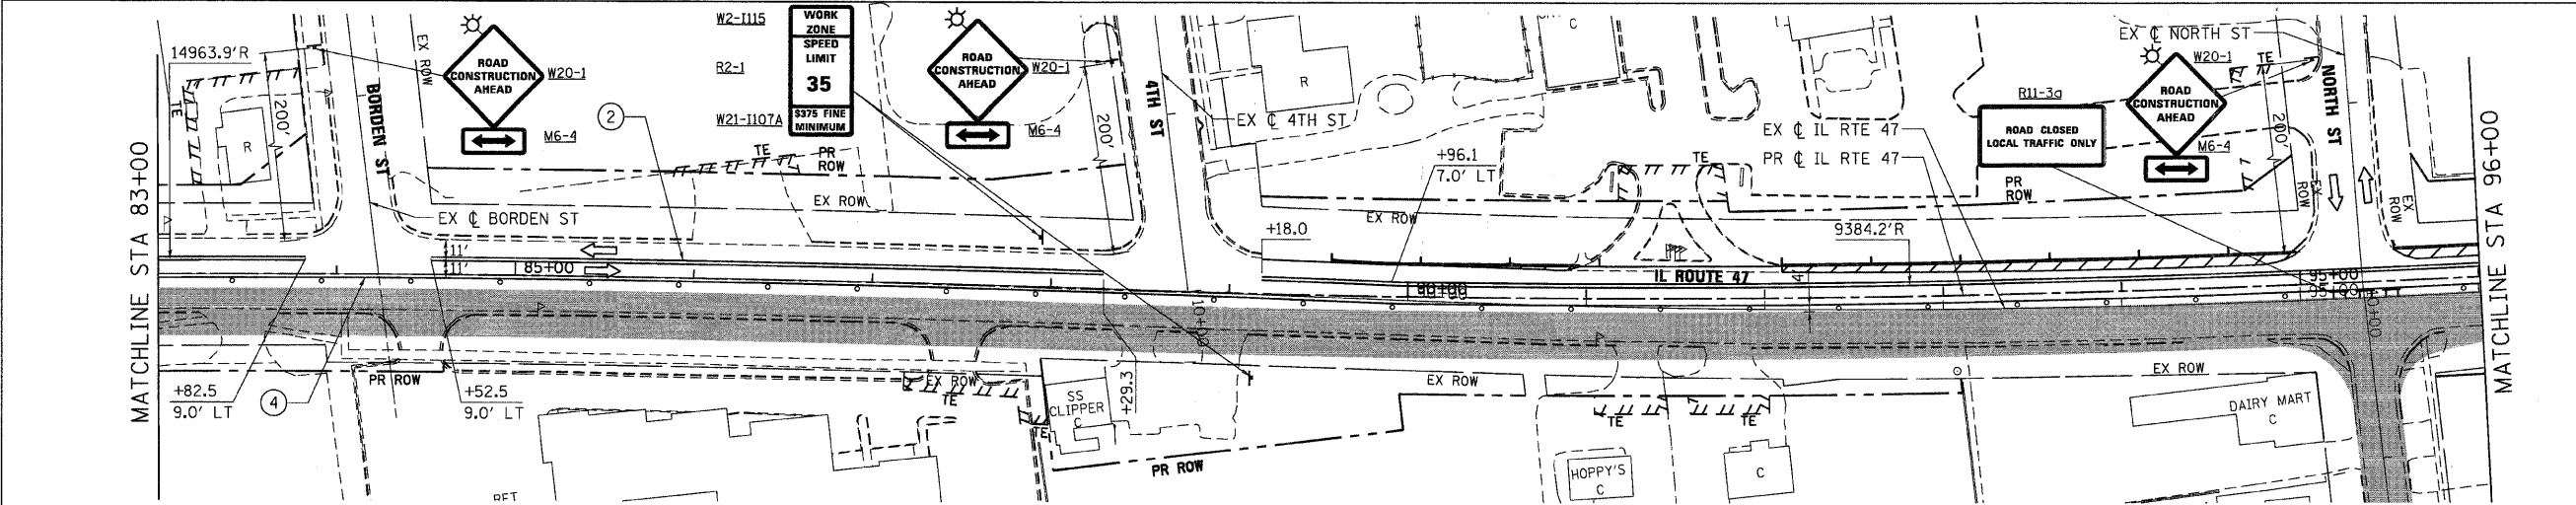 MATCHLINE STA 83+00
14963.9'R
TE
200'
R
BORDEN ST
EX ROW
ROAD
CONSTRUCTION
AHEAD
W20-1
M6-4
2
EX ℄ BORDEN ST
11'
11'
85+00
W2-I115
R2-1
W21-I107A
WORK
ZONE
SPEED
LIMIT
35
$375 FINE
MINIMUM
TE
PR
ROW
EX ROW
ROAD
CONSTRUCTION
AHEAD
W20-1
M6-4
200'
4TH ST
EX ℄ 4TH ST
R
C
+18.0
EX ROW
+96.1
7.0' LT
EX ℄ IL RTE 47
PR ℄ IL RTE 47
TE
IL ROUTE 47
9384.2'R
R11-3a
ROAD CLOSED
LOCAL TRAFFIC ONLY
PR
ROW
EX ℄ NORTH ST
W20-1
TE
ROAD
CONSTRUCTION
AHEAD
M6-4
200'
NORTH ST
EX
ROW
EX
ROW
95+00
MATCHLINE STA 96+00
+82.5
9.0' LT
4
PR ROW
+52.5
9.0' LT
EX ROW
TE
TE
SS
CLIPPER
C
+29.3
10+00
PR ROW
EX ROW
TE
TE
HOPPY'S
C
C
EX ROW
DAIRY MART
C